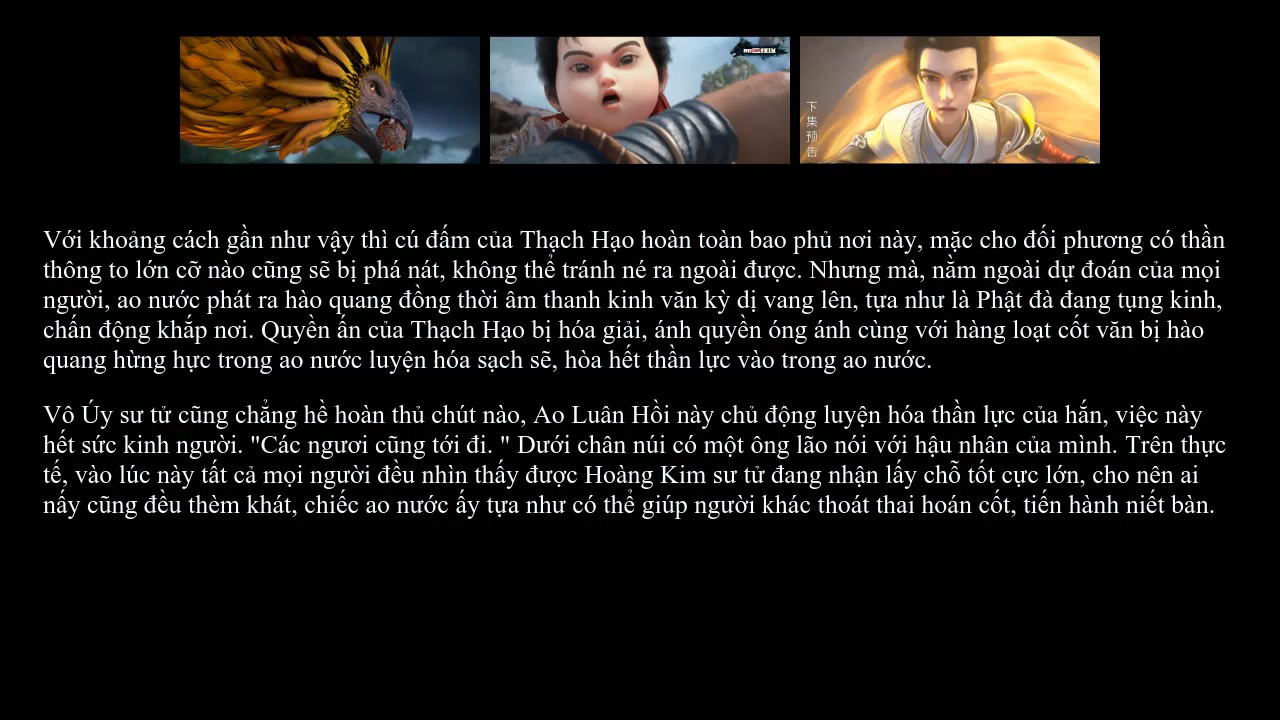 下集预告
Với khoảng cách gần như vậy thì cú đấm của Thạch Hạo hoàn toàn bao phủ nơi này, mặc cho đối phương có thần
thông to lớn cỡ nào cũng sẽ bị phá nát, không thể tránh né ra ngoài được. Nhưng mà, nằm ngoài dự đoán của mọi
người, ao nước phát ra hào quang đồng thời âm thanh kinh văn kỳ dị vang lên, tựa như là Phật đà đang tụng kinh,
chấn động khắp nơi. Quyền ấn của Thạch Hạo bị hóa giải, ánh quyền óng ánh cùng với hàng loạt cốt văn bị hào
quang hừng hực trong ao nước luyện hóa sạch sẽ, hòa hết thần lực vào trong ao nước.
Vô Úy sư tử cũng chẳng hề hoàn thủ chút nào, Ao Luân Hồi này chủ động luyện hóa thần lực của hắn, việc này
hết sức kinh người. "Các ngươi cũng tới đi. " Dưới chân núi có một ông lão nói với hậu nhân của mình. Trên thực
tế, vào lúc này tất cả mọi người đều nhìn thấy được Hoàng Kim sư tử đang nhận lấy chỗ tốt cực lớn, cho nên ai
nấy cũng đều thèm khát, chiếc ao nước ấy tựa như có thể giúp người khác thoát thai hoán cốt, tiến hành niết bàn.